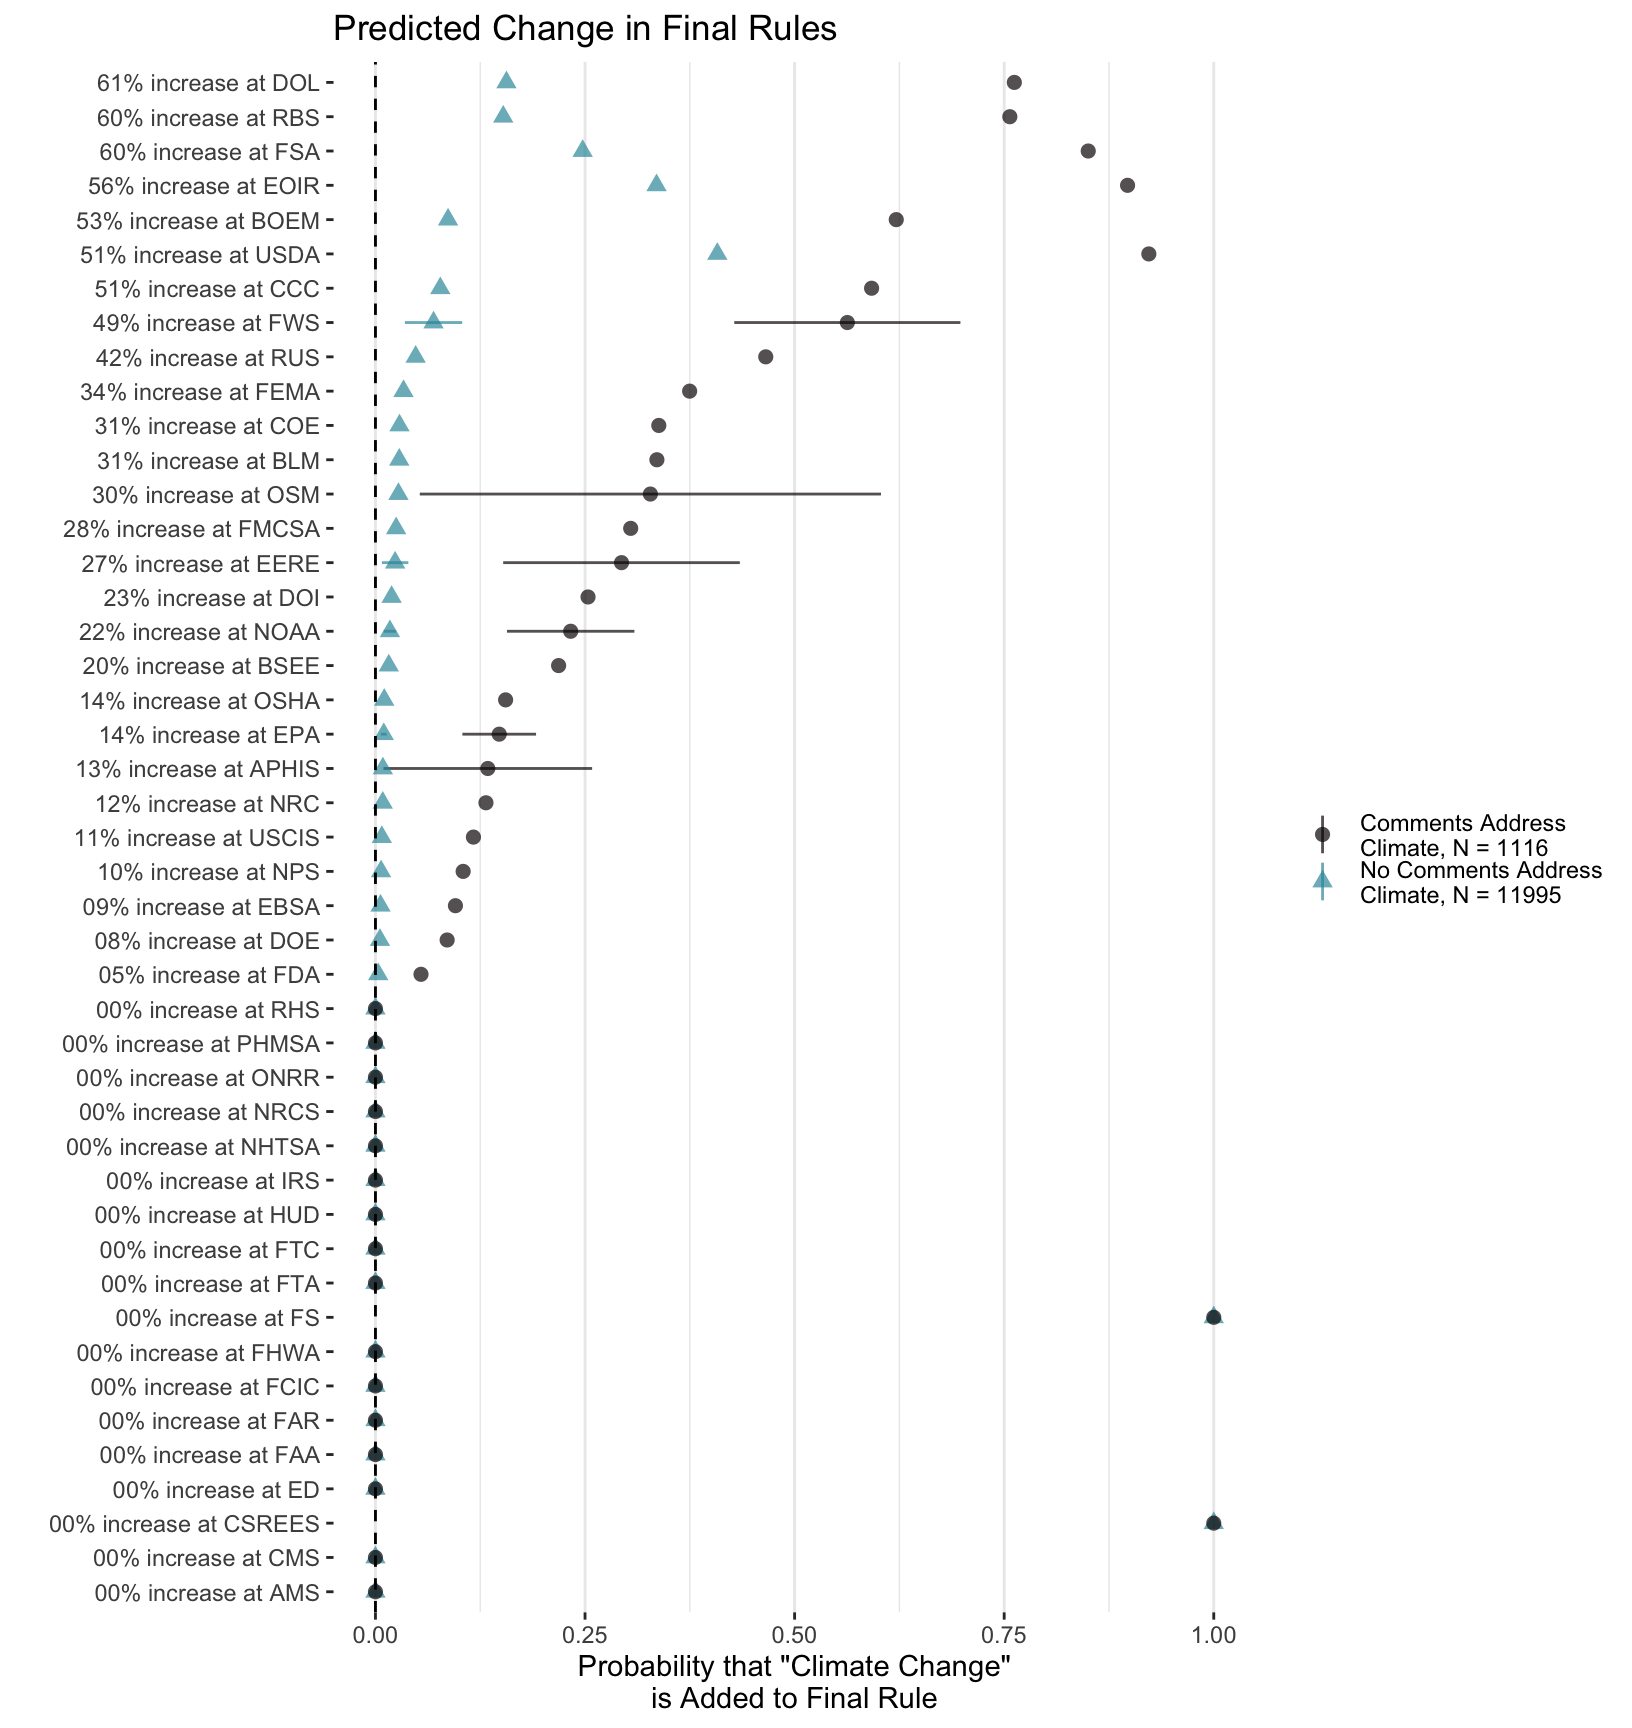 Predicted Change in Final Rules
61% increase at DOL
60% increase at RBS
60% increase at FSA
56% increase at EOIR
53% increase at BOEM
51% increase at USDA
51% increase at CCC
49% increase at FWS
42% increase at RUS
34% increase at FEMA
31% increase at COE
31% increase at BLM
30% increase at OSM
28% increase at FMCSA
27% increase at EERE
23% increase at DOI
22% increase at NOAA
20% increase at BSEE
14% increase at OSHA
14% increase at EPA
13% increase at APHIS
12% increase at NRC
11% increase at USCIS
10% increase at NPS
09% increase at EBSA
08% increase at DOE
05% increase at FDA
00% increase at RHS
00% increase at PHMSA
00% increase at ONRR
00% increase at NRCS
00% increase at NHTSA
00% increase at IRS
00% increase at HUD
00% increase at FTC
00% increase at FTA
00% increase at FS
00% increase at FHWA
00% increase at FCIC
00% increase at FAR
00% increase at FAA
00% increase at ED
00% increase at CSREES
00% increase at CMS
00% increase at AMS
0.00 0.25 0.50 0.75 1.00
Probability that "Climate Change"
is Added to Final Rule
Comments Address
Climate, N = 1116
No Comments Address
Climate, N = 11995